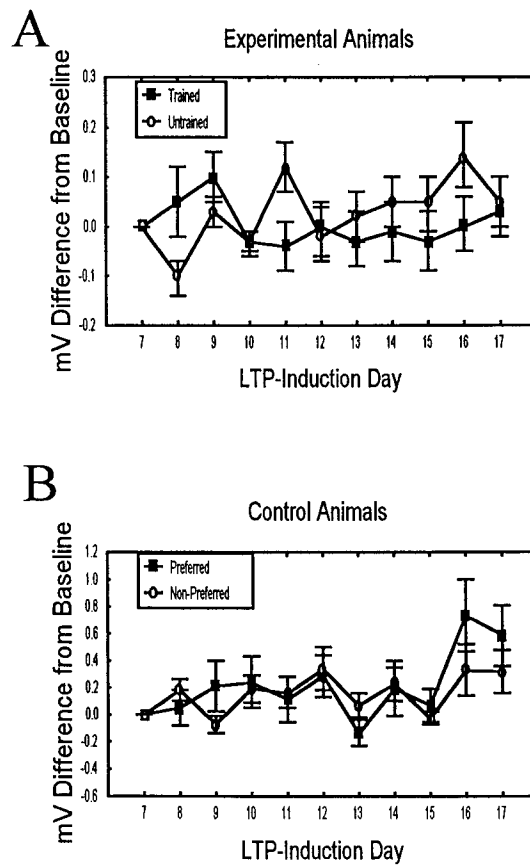 A
Experimental Animals
mV Difference from Baseline
0.3
0.2
0.1
0.0
-0.1
-0.2
Trained
Untrained
7 8 9 10 11 12 13 14 15 16 17
LTP-Induction Day
B
Control Animals
mV Difference from Baseline
1.2
1.0
0.8
0.6
0.4
0.2
0.0
-0.2
-0.4
-0.6
Preferred
Non-Preferred
7 8 9 10 11 12 13 14 15 16 17
LTP-Induction Day